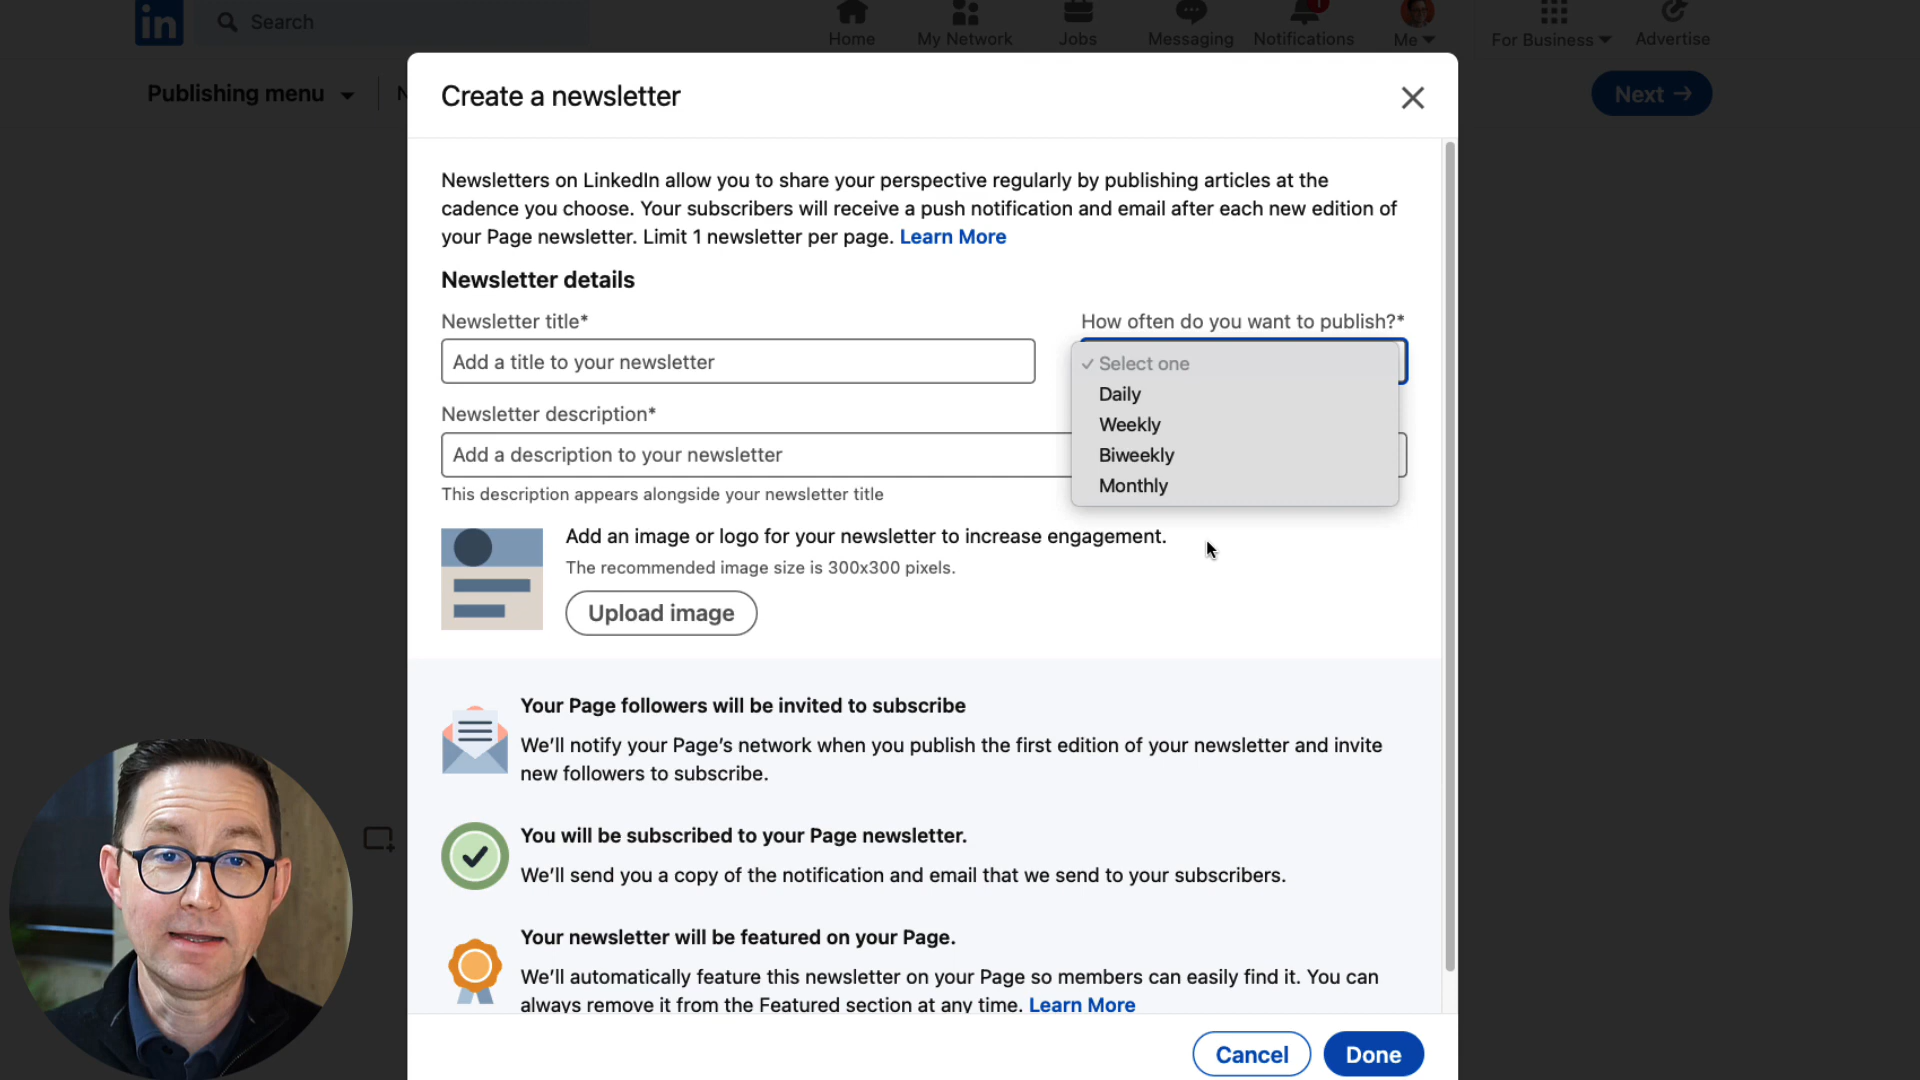 in
Search
Home
My Network
Jobs
Messaging
1
Notifications
Me
For Business
Advertise
Publishing menu
N
Next →
Create a newsletter
Newsletters on LinkedIn allow you to share your perspective regularly by publishing articles at the
cadence you choose. Your subscribers will receive a push notification and email after each new edition of
your Page newsletter. Limit 1 newsletter per page. Learn More
Newsletter details
Newsletter title*
How often do you want to publish?*
Add a title to your newsletter
✓ Select one
Daily
Weekly
Biweekly
Monthly
Newsletter description*
Add a description to your newsletter
This description appears alongside your newsletter title
Add an image or logo for your newsletter to increase engagement.
The recommended image size is 300x300 pixels.
Upload image
Your Page followers will be invited to subscribe
We’ll notify your Page’s network when you publish the first edition of your newsletter and invite
new followers to subscribe.
You will be subscribed to your Page newsletter.
We’ll send you a copy of the notification and email that we send to your subscribers.
Your newsletter will be featured on your Page.
We’ll automatically feature this newsletter on your Page so members can easily find it. You can
always remove it from the Featured section at any time. Learn More
Cancel
Done